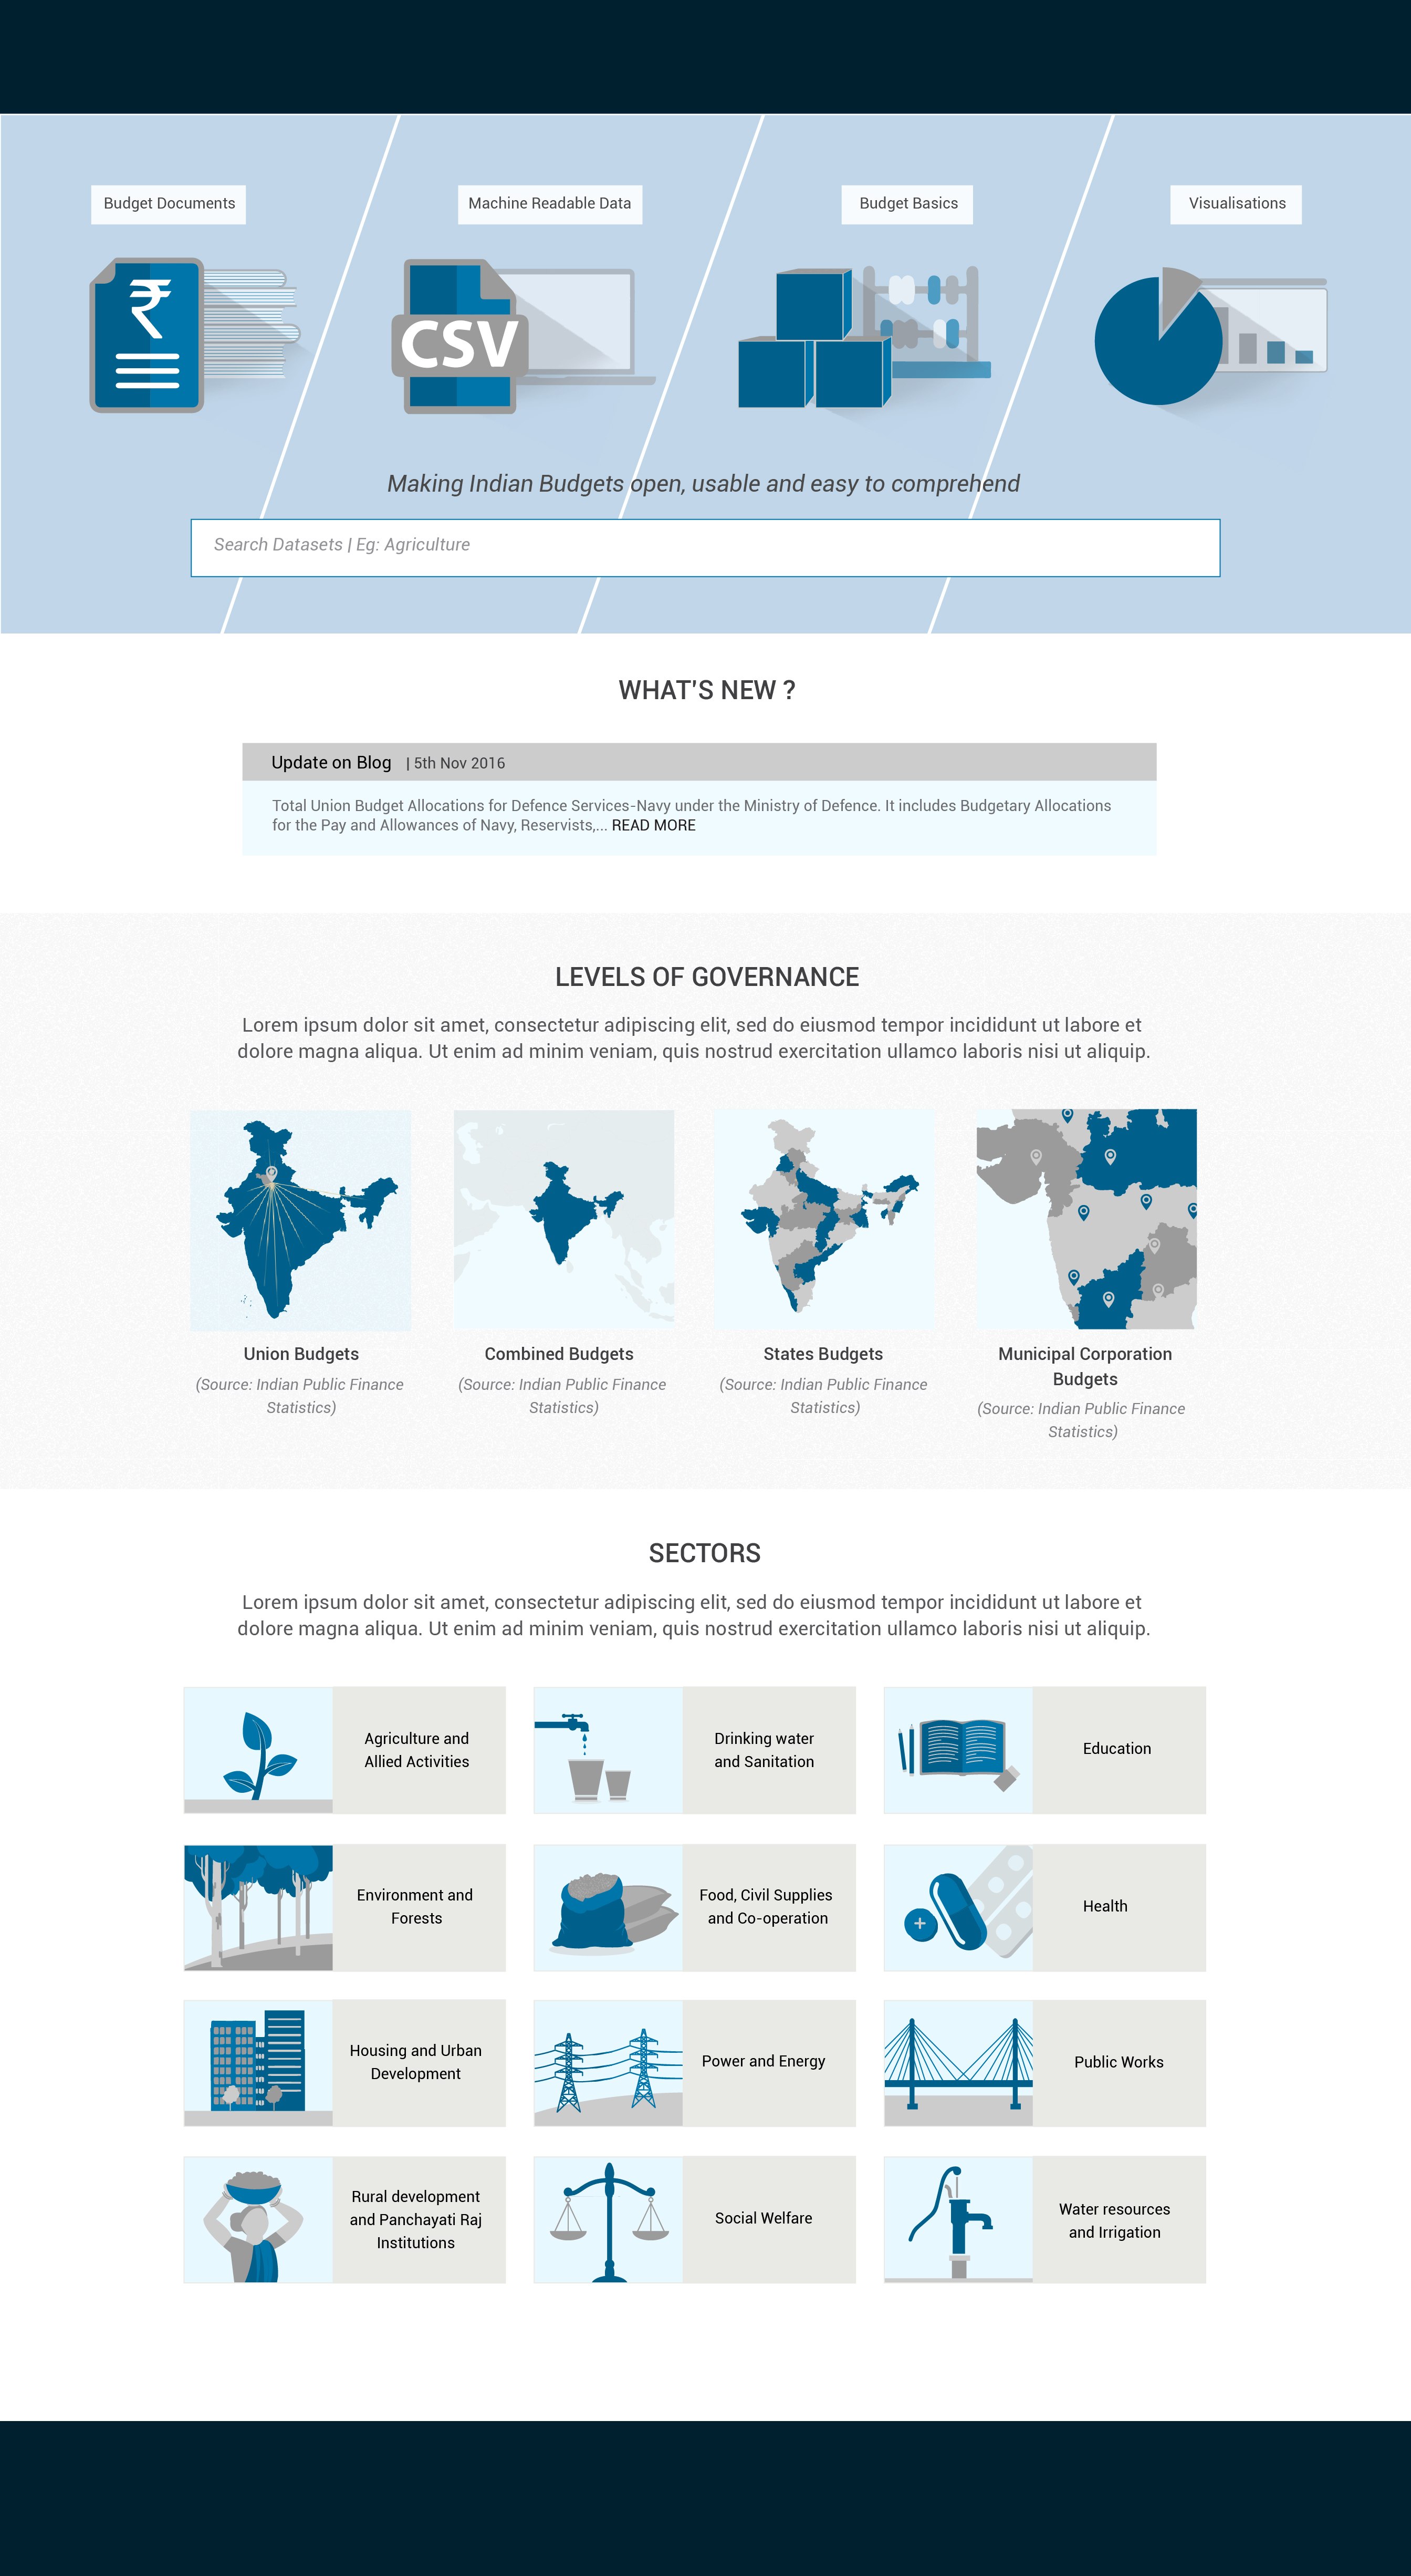 Budget Documents
Machine Readable Data
Budget Basics
Visualisations
₹
CSV
Making Indian Budgets open, usable and easy to comprehend
Search Datasets | Eg: Agriculture
WHAT'S NEW ?
Update on Blog | 5th Nov 2016
Total Union Budget Allocations for Defence Services-Navy under the Ministry of Defence. It includes Budgetary Allocations
for the Pay and Allowances of Navy, Reservists,... READ MORE
LEVELS OF GOVERNANCE
Lorem ipsum dolor sit amet, consectetur adipiscing elit, sed do eiusmod tempor incididunt ut labore et
dolore magna aliqua. Ut enim ad minim veniam, quis nostrud exercitation ullamco laboris nisi ut aliquip.
Union Budgets
(Source: Indian Public Finance
Statistics)
Combined Budgets
(Source: Indian Public Finance
Statistics)
States Budgets
(Source: Indian Public Finance
Statistics)
Municipal Corporation
Budgets
(Source: Indian Public Finance
Statistics)
SECTORS
Lorem ipsum dolor sit amet, consectetur adipiscing elit, sed do eiusmod tempor incididunt ut labore et
dolore magna aliqua. Ut enim ad minim veniam, quis nostrud exercitation ullamco laboris nisi ut aliquip.
Agriculture and
Allied Activities
Drinking water
and Sanitation
Education
Environment and
Forests
Food, Civil Supplies
and Co-operation
Health
Housing and Urban
Development
Power and Energy
Public Works
Rural development
and Panchayati Raj
Institutions
Social Welfare
Water resources
and Irrigation